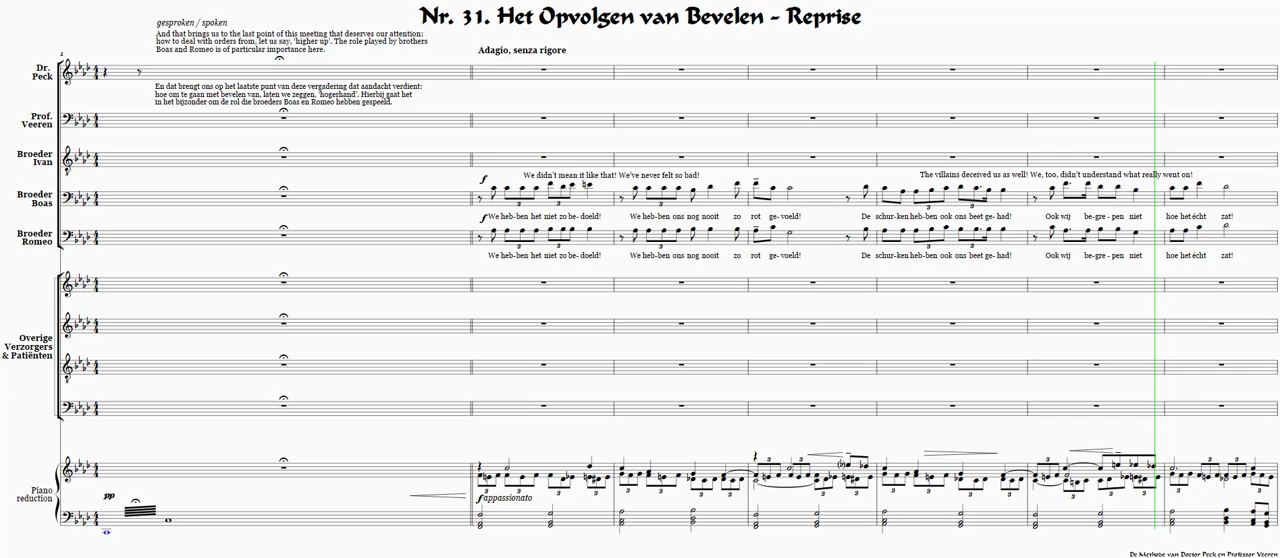 Nr. 31. Het Opvolgen van Bevelen - Reprise
gesproken / spoken
And that brings us to the last point of this meeting that deserves our attention:
how to deal with orders from, let us say, 'higher up'. The role played by brothers
Boas and Romeo is of particular importance here.
Adagio, senza rigore
1
Dr.
Peck
En dat brengt ons op het laatste punt van deze vergadering dat aandacht verdient:
hoe om te gaan met bevelen van, laten we zeggen, 'hogerhand'. Hierbij gaat het
in het bijzonder om de rol die broeders Boas en Romeo hebben gespeeld.
Prof.
Veeren
Broeder
Ivan
We didn't mean it like that! We've never felt so bad! The villains deceived us as well! We, too, didn't understand what really went on!
f
Broeder
Boas
We heb-ben het niet zo be-doeld! We heb-ben ons nog nooit zo rot ge-voeld! De schur-ken heb-ben ook ons beet ge-had! Ook wij be-gre-pen niet hoe het écht zat!
f
Broeder
Romeo
We heb-ben het niet zo be-doeld! We heb-ben ons nog nooit zo rot ge-voeld! De schur-ken heb-ben ook ons beet ge-had! Ook wij be-gre-pen niet hoe het écht zat!
Overige
Verzorgers
& Patiënten
Piano
reduction
pp
f appassionato
De Methode van Doctor Peck en Professor Veeren